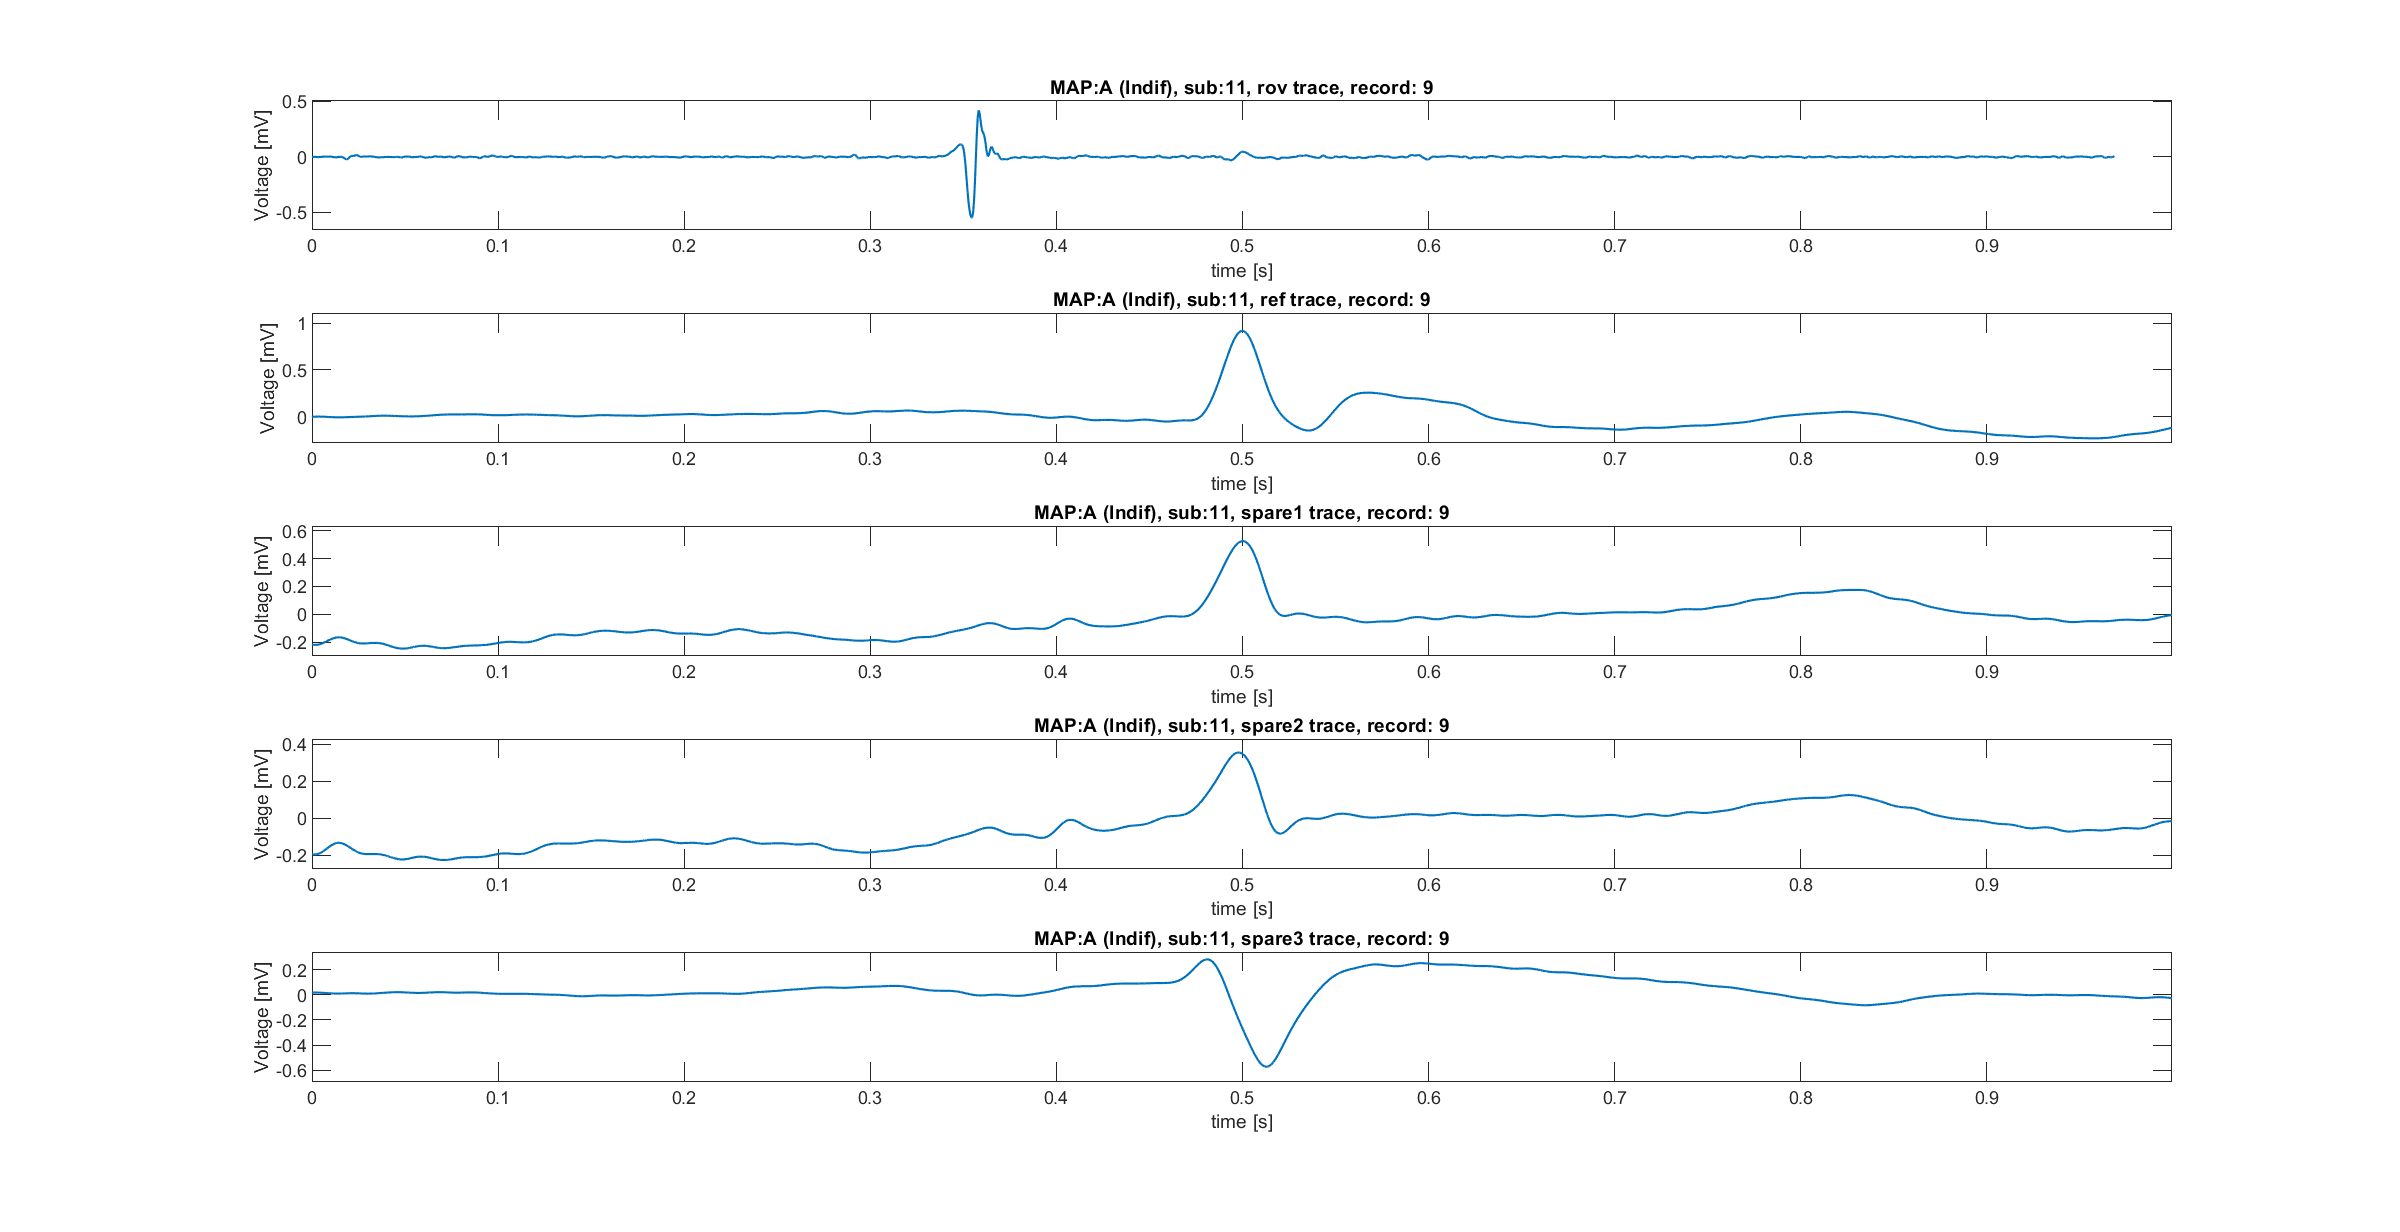 MAP:A (Indif), sub:11, rov trace, record: 9
Voltage [mV]
0.5
0
-0.5
0 0.1 0.2 0.3 0.4 0.5 0.6 0.7 0.8 0.9
time [s]
MAP:A (Indif), sub:11, ref trace, record: 9
Voltage [mV]
1
0.5
0
0 0.1 0.2 0.3 0.4 0.5 0.6 0.7 0.8 0.9
time [s]
MAP:A (Indif), sub:11, spare1 trace, record: 9
Voltage [mV]
0.6
0.4
0.2
0
-0.2
0 0.1 0.2 0.3 0.4 0.5 0.6 0.7 0.8 0.9
time [s]
MAP:A (Indif), sub:11, spare2 trace, record: 9
Voltage [mV]
0.4
0.2
0
-0.2
0 0.1 0.2 0.3 0.4 0.5 0.6 0.7 0.8 0.9
time [s]
MAP:A (Indif), sub:11, spare3 trace, record: 9
Voltage [mV]
0.2
0
-0.2
-0.4
-0.6
0 0.1 0.2 0.3 0.4 0.5 0.6 0.7 0.8 0.9
time [s]